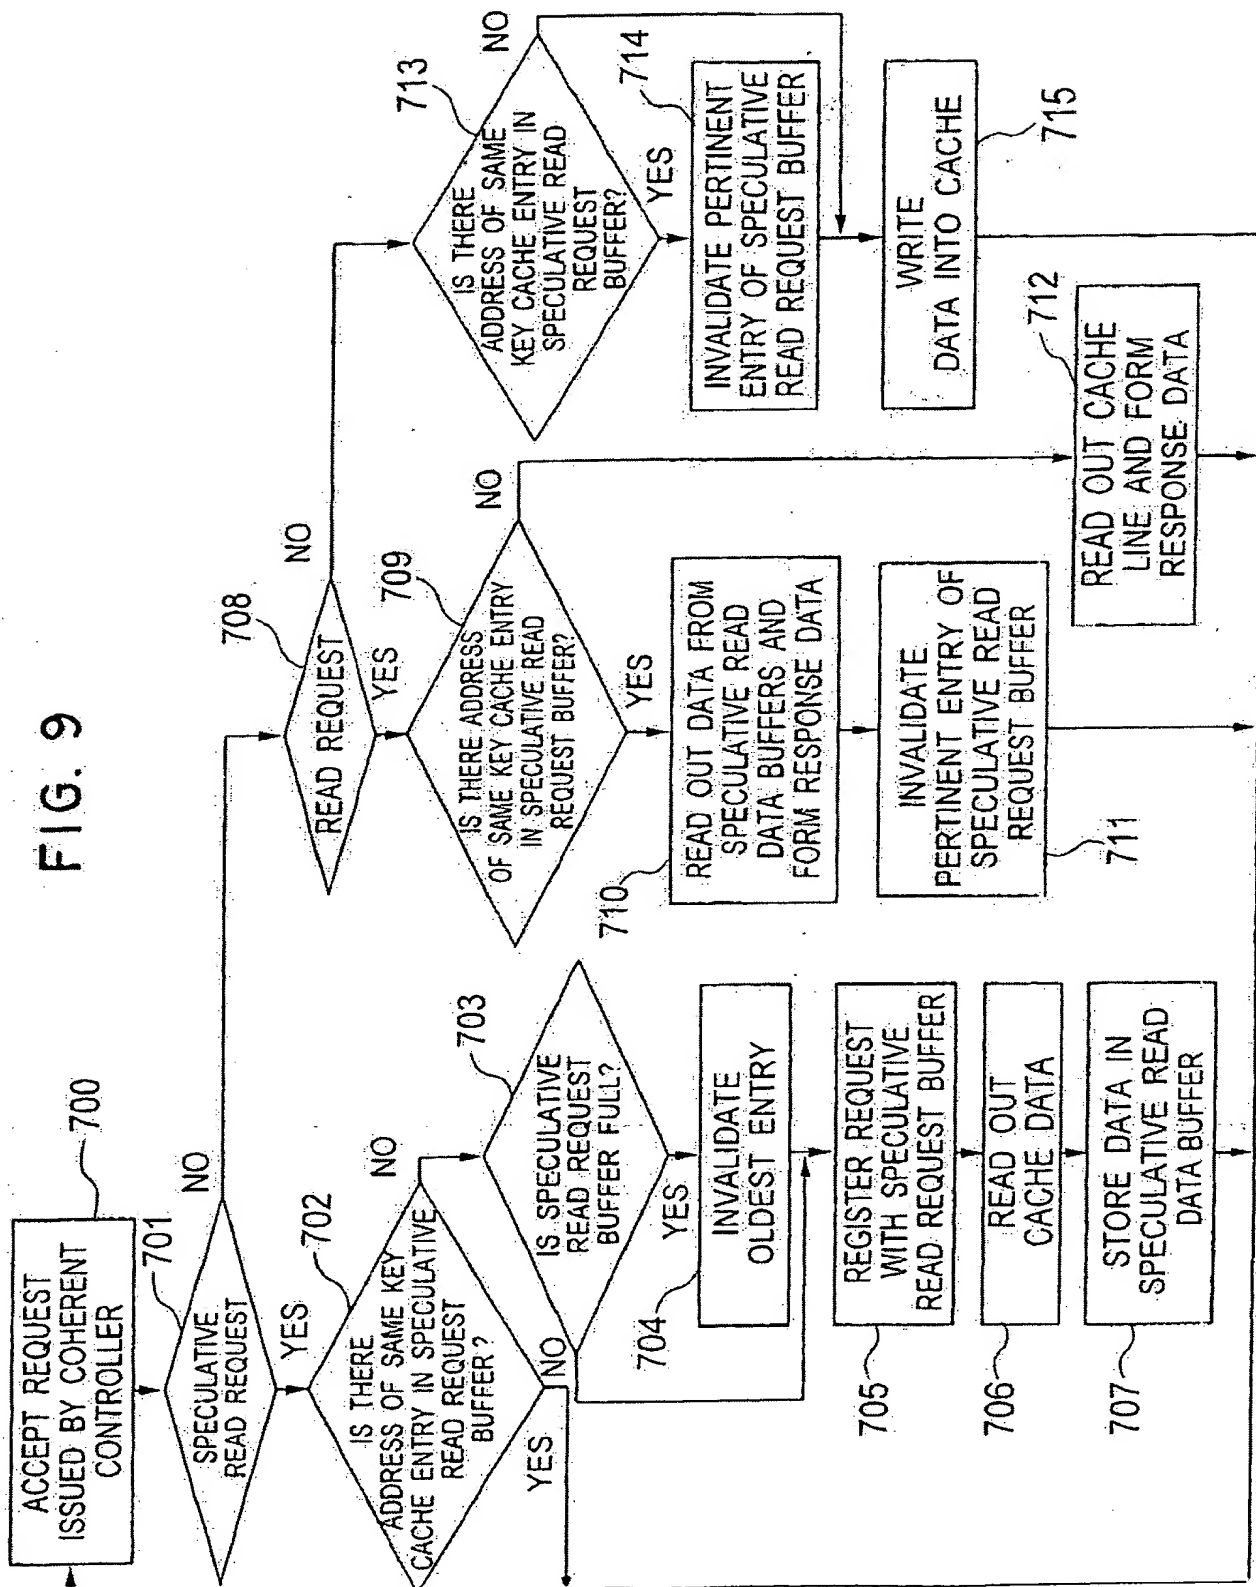 FIG. 9
ACCEPT REQUEST
ISSUED BY COHERENT
CONTROLLER
700
701
SPECULATIVE
READ REQUEST
NO
YES
702
IS THERE
ADDRESS OF SAME KEY
CACHE ENTRY IN SPECULATIVE
READ REQUEST
BUFFER?
NO
YES
703
IS SPECULATIVE
READ REQUEST
BUFFER FULL?
NO
YES
704
INVALIDATE
OLDEST ENTRY
705
REGISTER REQUEST
WITH SPECULATIVE
READ REQUEST BUFFER
706
READ OUT
CACHE DATA
707
STORE DATA IN
SPECULATIVE READ
DATA BUFFER
708
READ REQUEST
NO
YES
709
IS THERE ADDRESS
OF SAME KEY CACHE ENTRY
IN SPECULATIVE READ
REQUEST BUFFER?
NO
YES
710
READ OUT DATA FROM
SPECULATIVE READ
DATA BUFFERS AND
FORM RESPONSE DATA
INVALIDATE
PERTINENT ENTRY OF
SPECULATIVE READ
REQUEST BUFFER
711
712
READ OUT CACHE
LINE AND FORM
RESPONSE DATA
713
IS THERE
ADDRESS OF SAME
KEY CACHE ENTRY IN
SPECULATIVE READ
REQUEST
BUFFER?
NO
YES
714
INVALIDATE PERTINENT
ENTRY OF SPECULATIVE
READ REQUEST BUFFER
WRITE
DATA INTO CACHE
715